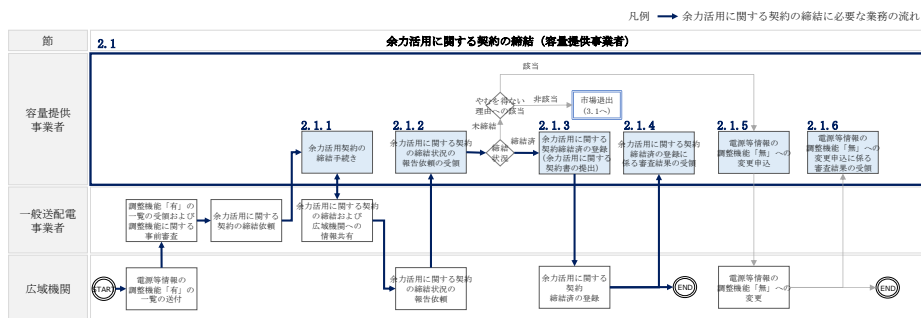 凡例 余力活用に関する契約の締結に必要な業務の流れ
節
2.1
余力活用に関する契約の締結（容量提供事業者）
容量提供
事業者
該当
やむを得ない
理由への該当
非該当
市場退出
(3.1へ)
未締結
締結
状況
締結済
2.1.1
余力活用契約の
締結手続き
2.1.2
余力活用に関する契約
の締結状況の
報告依頼の受領
2.1.3
余力活用に関する
契約締結済の登録
(余力活用に関する
契約書の提出)
2.1.4
余力活用に関する契約
締結済の登録に
係る審査結果の受領
2.1.5
電源等情報の
調整機能「無」への
変更申込
2.1.6
電源等情報の
調整機能「無」への
変更申込に係る
審査結果の受領
一般送配電
事業者
調整機能「有」の
一覧の受領および
調整機能に関する
事前審査
余力活用に関する
契約の締結依頼
余力活用に関する契約
の締結および
広域機関への
情報共有
広域機関
START
電源等情報の
調整機能「有」の
一覧の送付
余力活用に関する契約
の締結状況の
報告依頼
余力活用に関する
契約
締結済の登録
END
電源等情報の
調整機能「無」への
変更
END